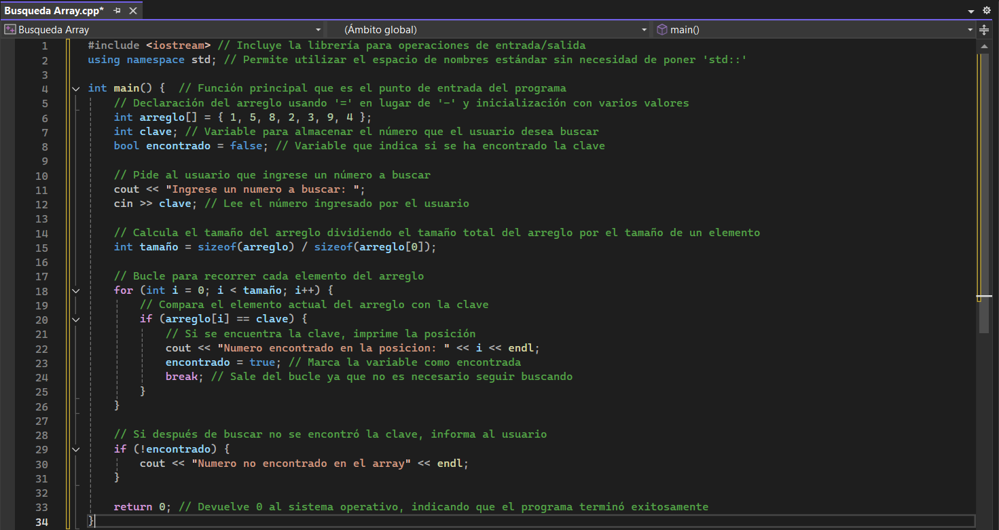 Busqueda Array.cpp*
Busqueda Array (Ámbito global) main()
1 #include <iostream> // Incluye la librería para operaciones de entrada/salida
2 using namespace std; // Permite utilizar el espacio de nombres estándar sin necesidad de poner 'std::'
3
4 int main() {  // Función principal que es el punto de entrada del programa
5     // Declaración del arreglo usando '=' en lugar de '-' y inicialización con varios valores
6     int arreglo[] = { 1, 5, 8, 2, 3, 9, 4 };
7     int clave; // Variable para almacenar el número que el usuario desea buscar
8     bool encontrado = false; // Variable que indica si se ha encontrado la clave
9
10     // Pide al usuario que ingrese un número a buscar
11     cout << "Ingrese un numero a buscar: ";
12     cin >> clave; // Lee el número ingresado por el usuario
13
14     // Calcula el tamaño del arreglo dividiendo el tamaño total del arreglo por el tamaño de un elemento
15     int tamaño = sizeof(arreglo) / sizeof(arreglo[0]);
16
17     // Bucle para recorrer cada elemento del arreglo
18     for (int i = 0; i < tamaño; i++) {
19         // Compara el elemento actual del arreglo con la clave
20         if (arreglo[i] == clave) {
21             // Si se encuentra la clave, imprime la posición
22             cout << "Numero encontrado en la posicion: " << i << endl;
23             encontrado = true; // Marca la variable como encontrada
24             break; // Sale del bucle ya que no es necesario seguir buscando
25         }
26     }
27
28     // Si después de buscar no se encontró la clave, informa al usuario
29     if (!encontrado) {
30         cout << "Numero no encontrado en el array" << endl;
31     }
32
33     return 0; // Devuelve 0 al sistema operativo, indicando que el programa terminó exitosamente
34 }